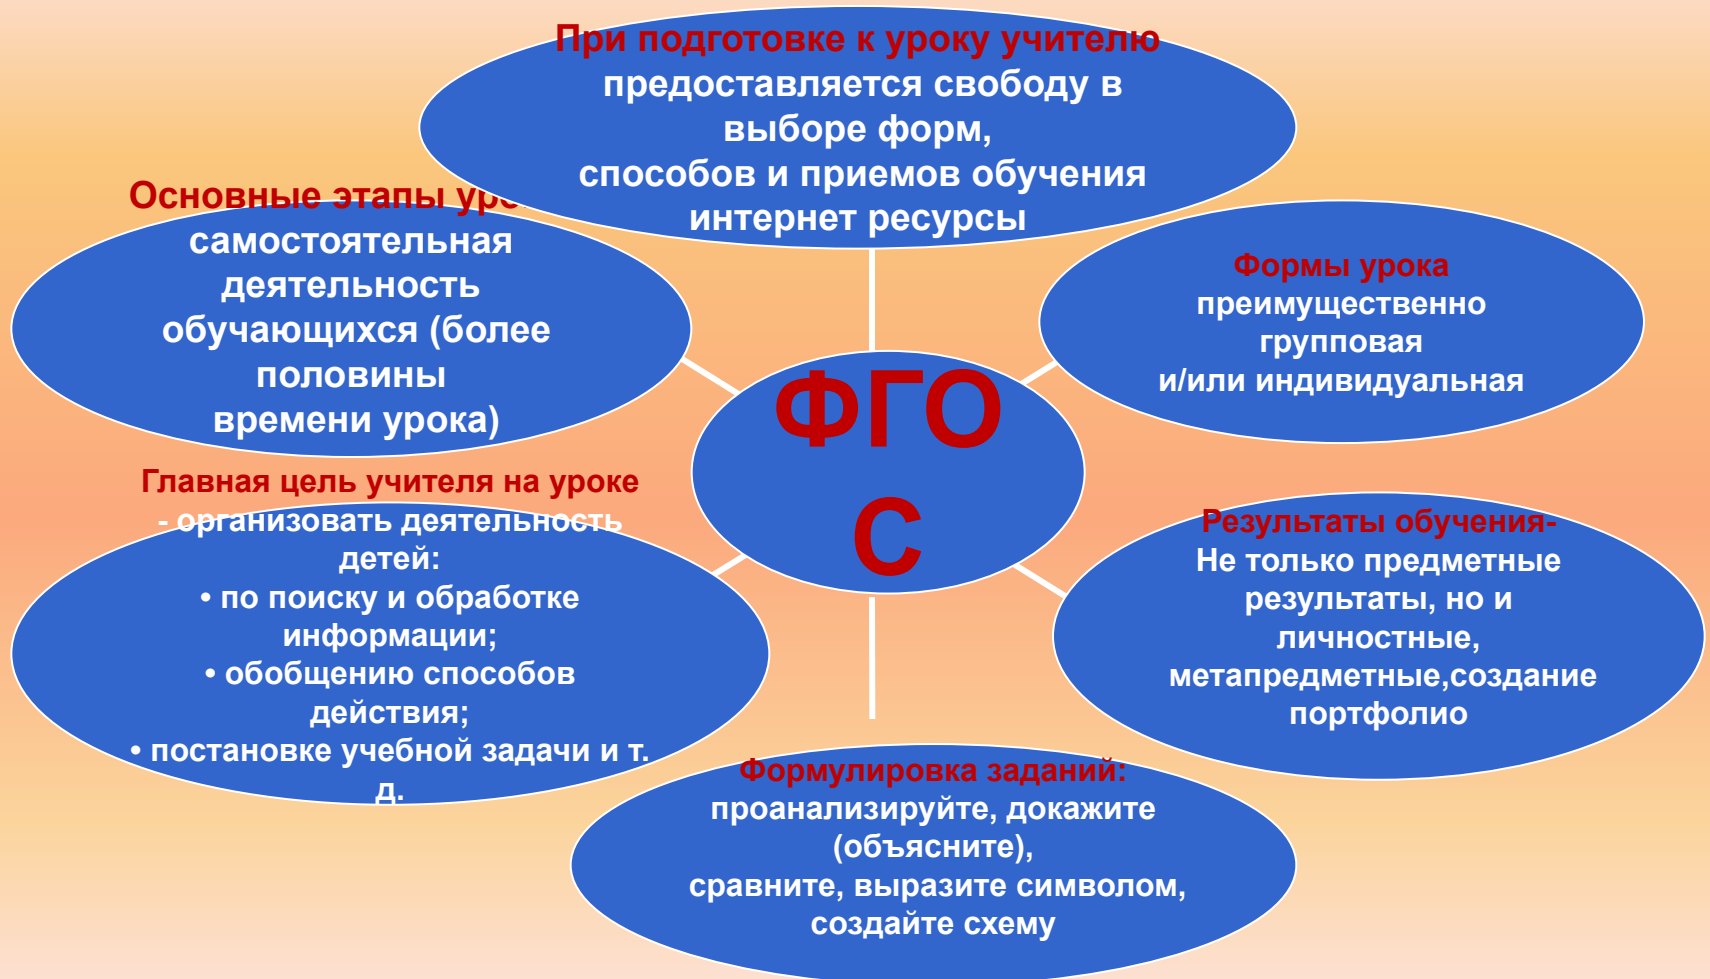 При подготовке к уроку учителю
предоставляется свободу в
выборе форм,
способов и приемов обучения
интернет ресурсы
Основные этапы
самостоятельная
деятельность
обучающихся (более
половины
времени урока)
Формы урока
преимущественно
групповая
и/или индивидуальная
ФГО
С
Главная цель учителя на уроке
- организовать деятельность
детей:
• по поиску и обработке
информации;
• обобщению способов
действия;
• постановке учебной задачи и т.
д.
Результаты обучения-
Не только предметные
результаты, но и
личностные,
метапредметные,создание
портфолио
Формулировка заданий:
проанализируйте, докажите
(объясните),
сравните, выразите символом,
создайте схему